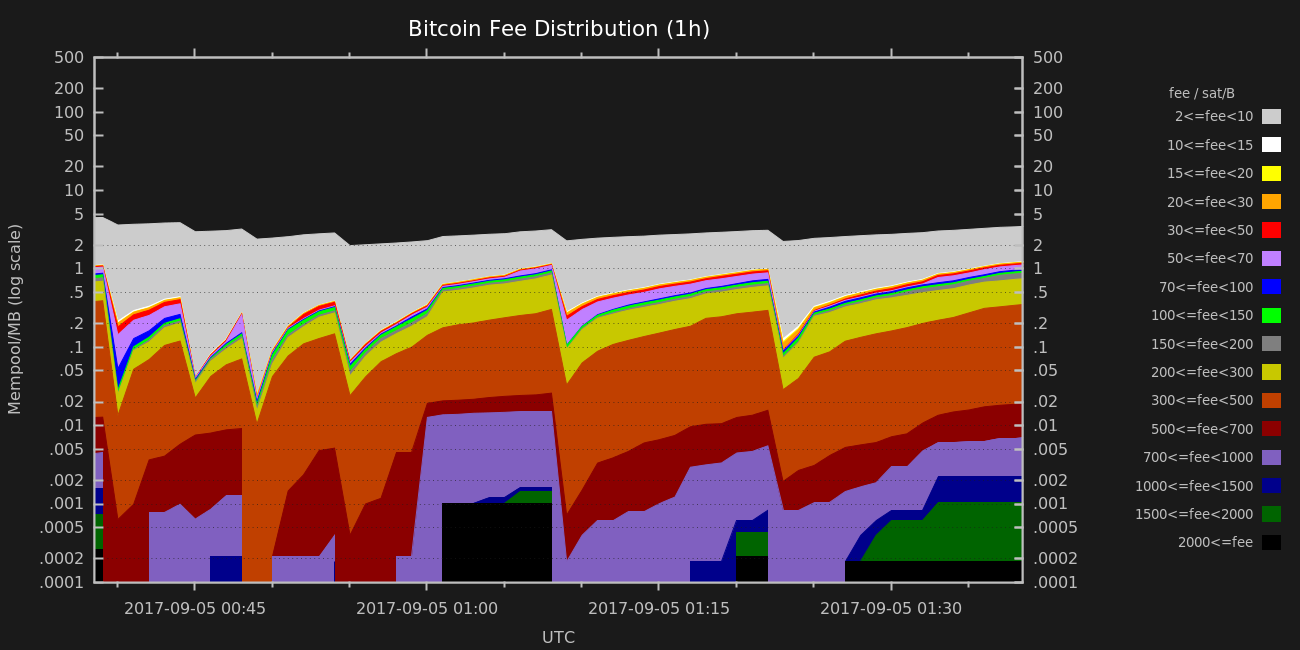 Bitcoin Fee Distribution (1h)
500 500
200 200
100 100
50 50
20 20
10 10
5 5
2 2
1 1
.5 .5
.2 .2
.1 .1
.05 .05
.02 .02
.01 .01
.005 .005
.002 .002
.001 .001
.0005 .0005
.0002 .0002
.0001 .0001
Mempool/MB (log scale)
2017-09-05 00:45 2017-09-05 01:00 2017-09-05 01:15 2017-09-05 01:30
UTC
fee / sat/B
2<=fee<10
10<=fee<15
15<=fee<20
20<=fee<30
30<=fee<50
50<=fee<70
70<=fee<100
100<=fee<150
150<=fee<200
200<=fee<300
300<=fee<500
500<=fee<700
700<=fee<1000
1000<=fee<1500
1500<=fee<2000
2000<=fee